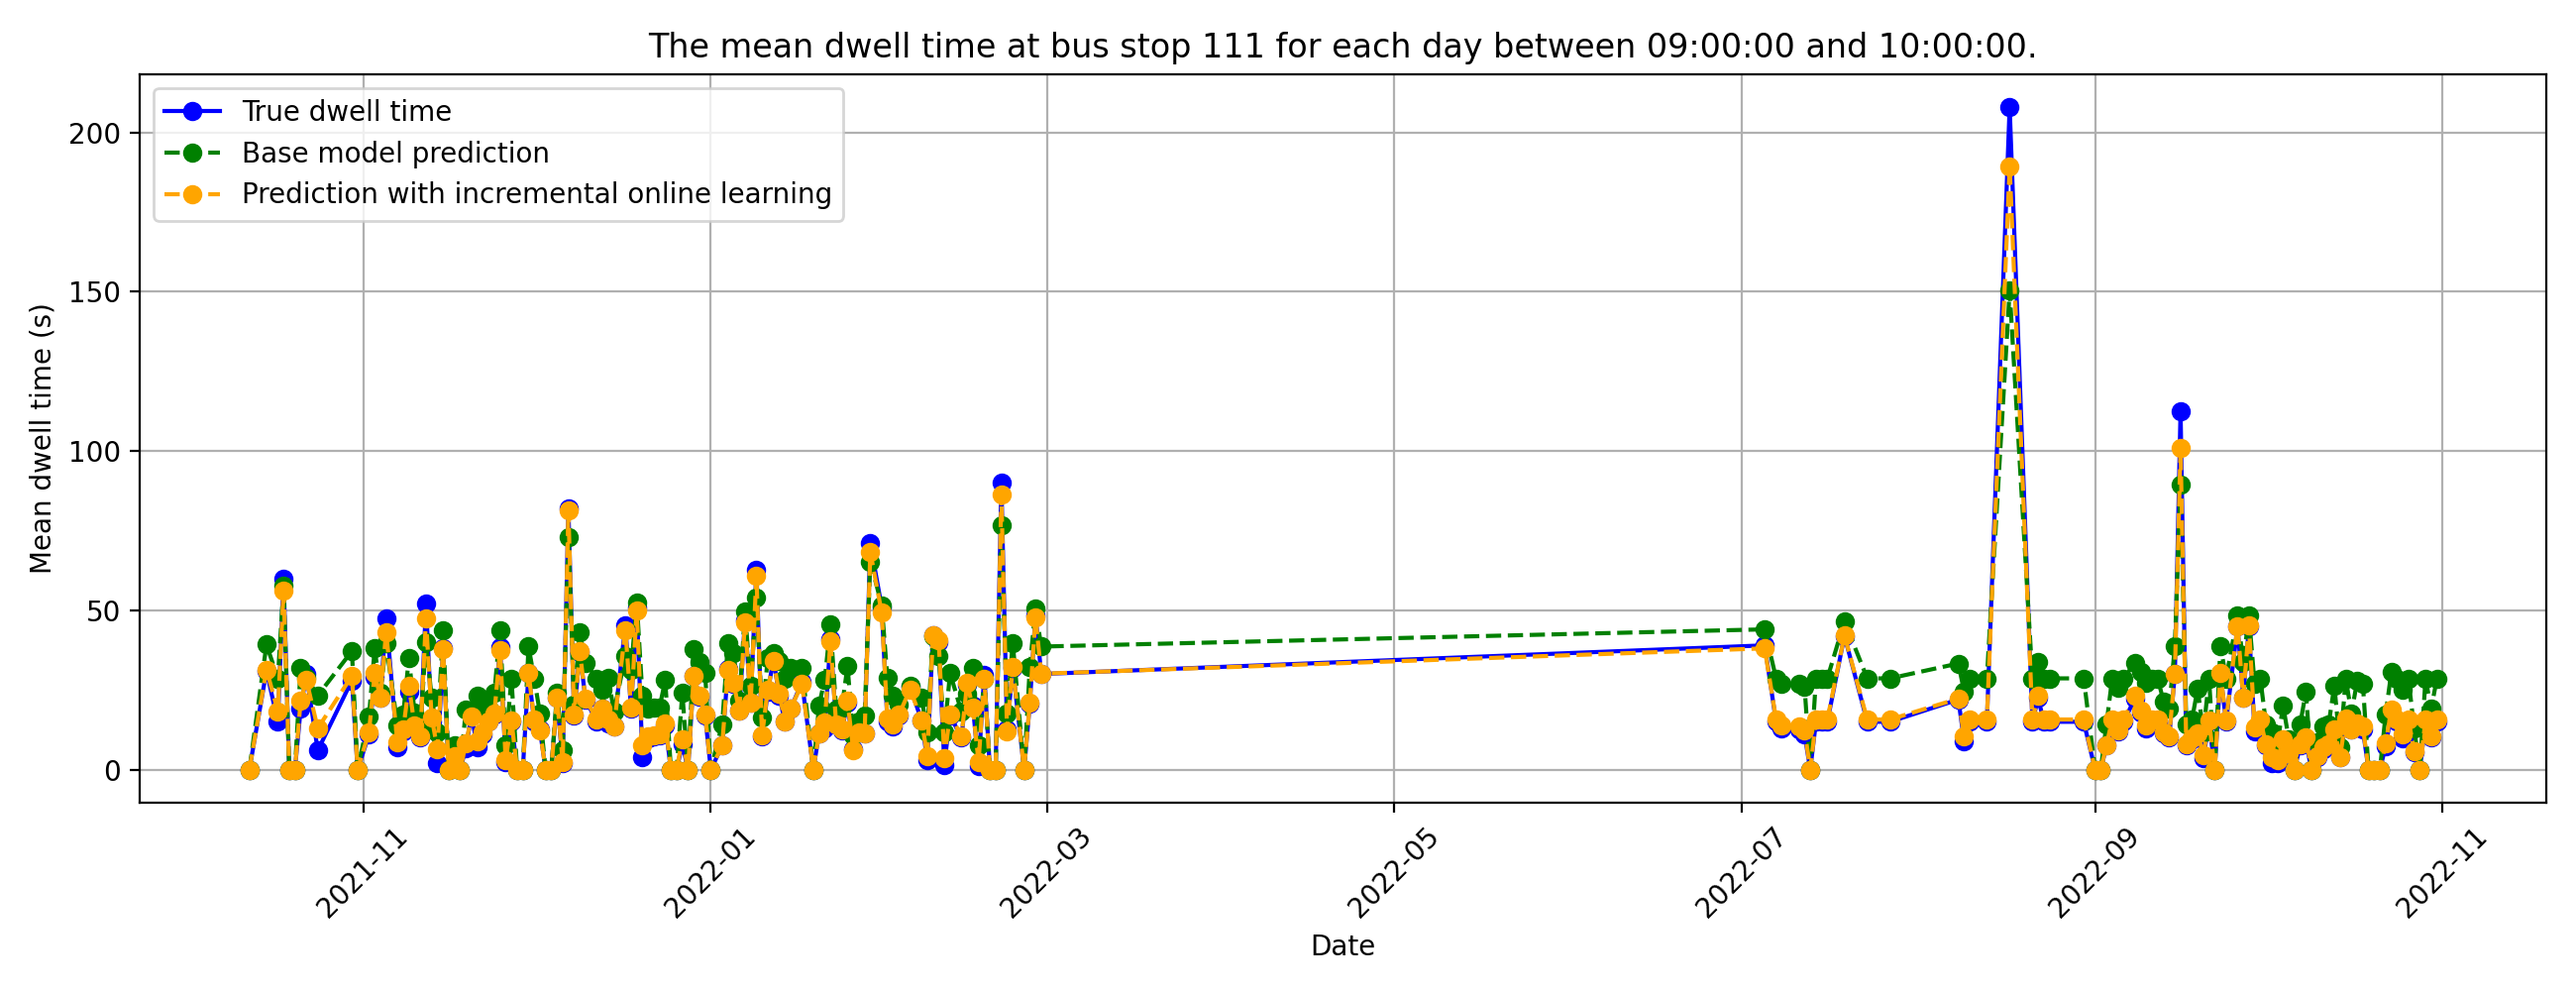 The mean dwell time at bus stop 111 for each day between 09:00:00 and 10:00:00.
True dwell time
Base model prediction
Prediction with incremental online learning
Mean dwell time (s)
200
150
100
50
0
2021-11
2022-01
2022-03
2022-05
2022-07
2022-09
2022-11
Date